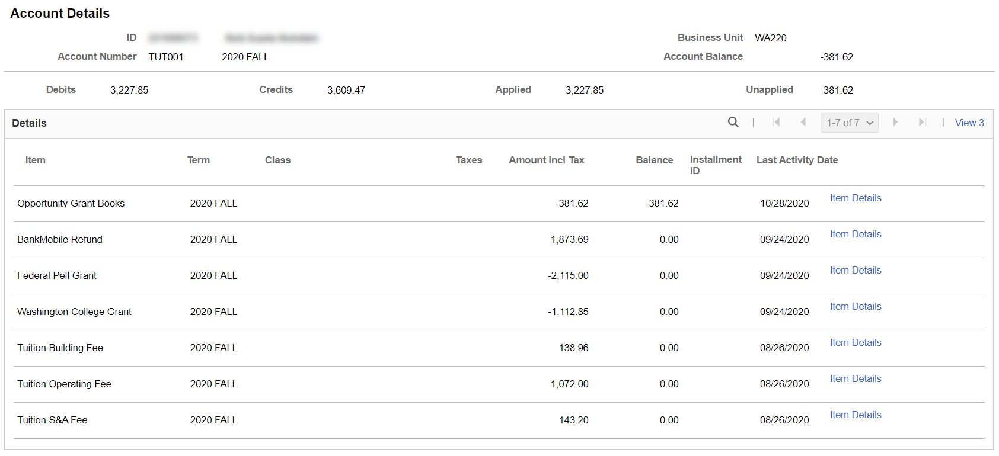 Account Details
ID Business Unit WA220
Account Number TUT001 2020 FALL Account Balance -381.62
Debits 3,227.85 Credits -3,609.47 Applied 3,227.85 Unapplied -381.62
Details | 1-7 of 7 | View 3
Item Term Class Taxes Amount Incl Tax Balance Installment ID Last Activity Date
Opportunity Grant Books 2020 FALL -381.62 -381.62 10/28/2020 Item Details
BankMobile Refund 2020 FALL 1,873.69 0.00 09/24/2020 Item Details
Federal Pell Grant 2020 FALL -2,115.00 0.00 09/24/2020 Item Details
Washington College Grant 2020 FALL -1,112.85 0.00 09/24/2020 Item Details
Tuition Building Fee 2020 FALL 138.96 0.00 08/26/2020 Item Details
Tuition Operating Fee 2020 FALL 1,072.00 0.00 08/26/2020 Item Details
Tuition S&A Fee 2020 FALL 143.20 0.00 08/26/2020 Item Details